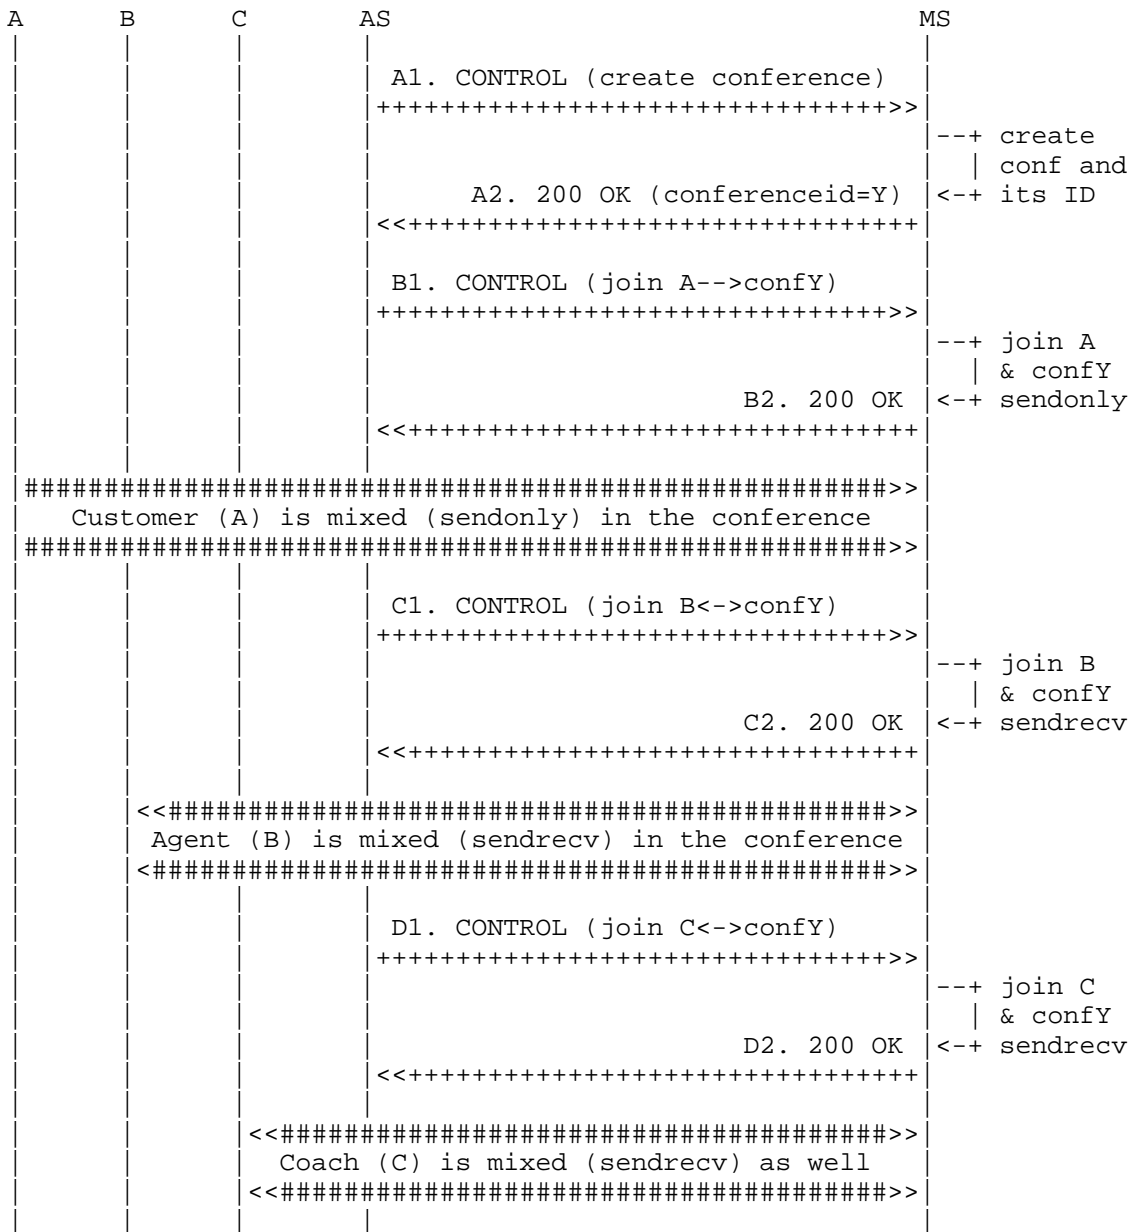 A B C AS MS
A1. CONTROL (create conference)
+++++++++++++++++++++++++++++++>>
--+ create
| conf and
A2. 200 OK (conferenceid=Y) <-+ its ID
<<++++++++++++++++++++++++++++++++
B1. CONTROL (join A-->confY)
++++++++++++++++++++++++++++++++>>
--+ join A
| & confY
B2. 200 OK <-+ sendonly
<<++++++++++++++++++++++++++++++++
######################################################>>
Customer (A) is mixed (sendonly) in the conference
######################################################>>
C1. CONTROL (join B<->confY)
++++++++++++++++++++++++++++++++>>
--+ join B
| & confY
C2. 200 OK <-+ sendrecv
<<++++++++++++++++++++++++++++++++
<<#############################################>>
Agent (B) is mixed (sendrecv) in the conference
<##############################################>>
D1. CONTROL (join C<->confY)
++++++++++++++++++++++++++++++++>>
--+ join C
| & confY
D2. 200 OK <-+ sendrecv
<<++++++++++++++++++++++++++++++++
<<######################################>>
Coach (C) is mixed (sendrecv) as well
<<######################################>>